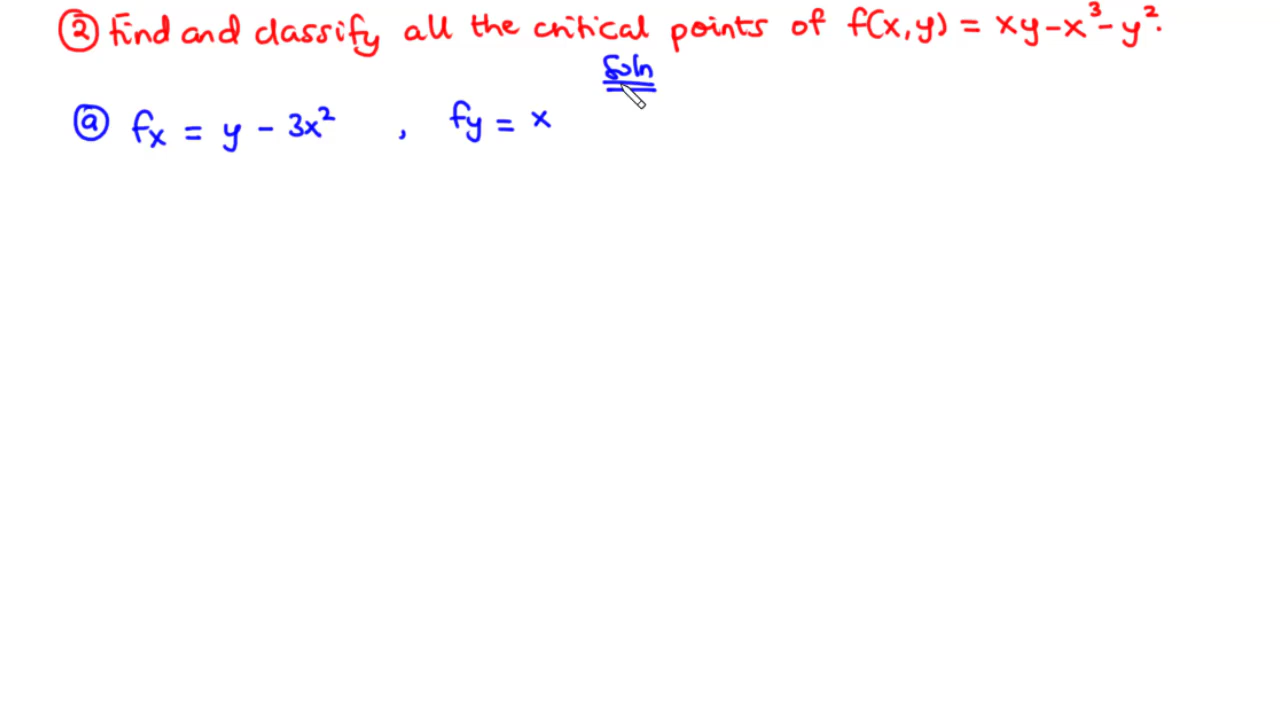 ② Find and classify all the critical points of f(x,y) = xy-x³-y².
Soln
ⓐ fx = y - 3x² , fy = x